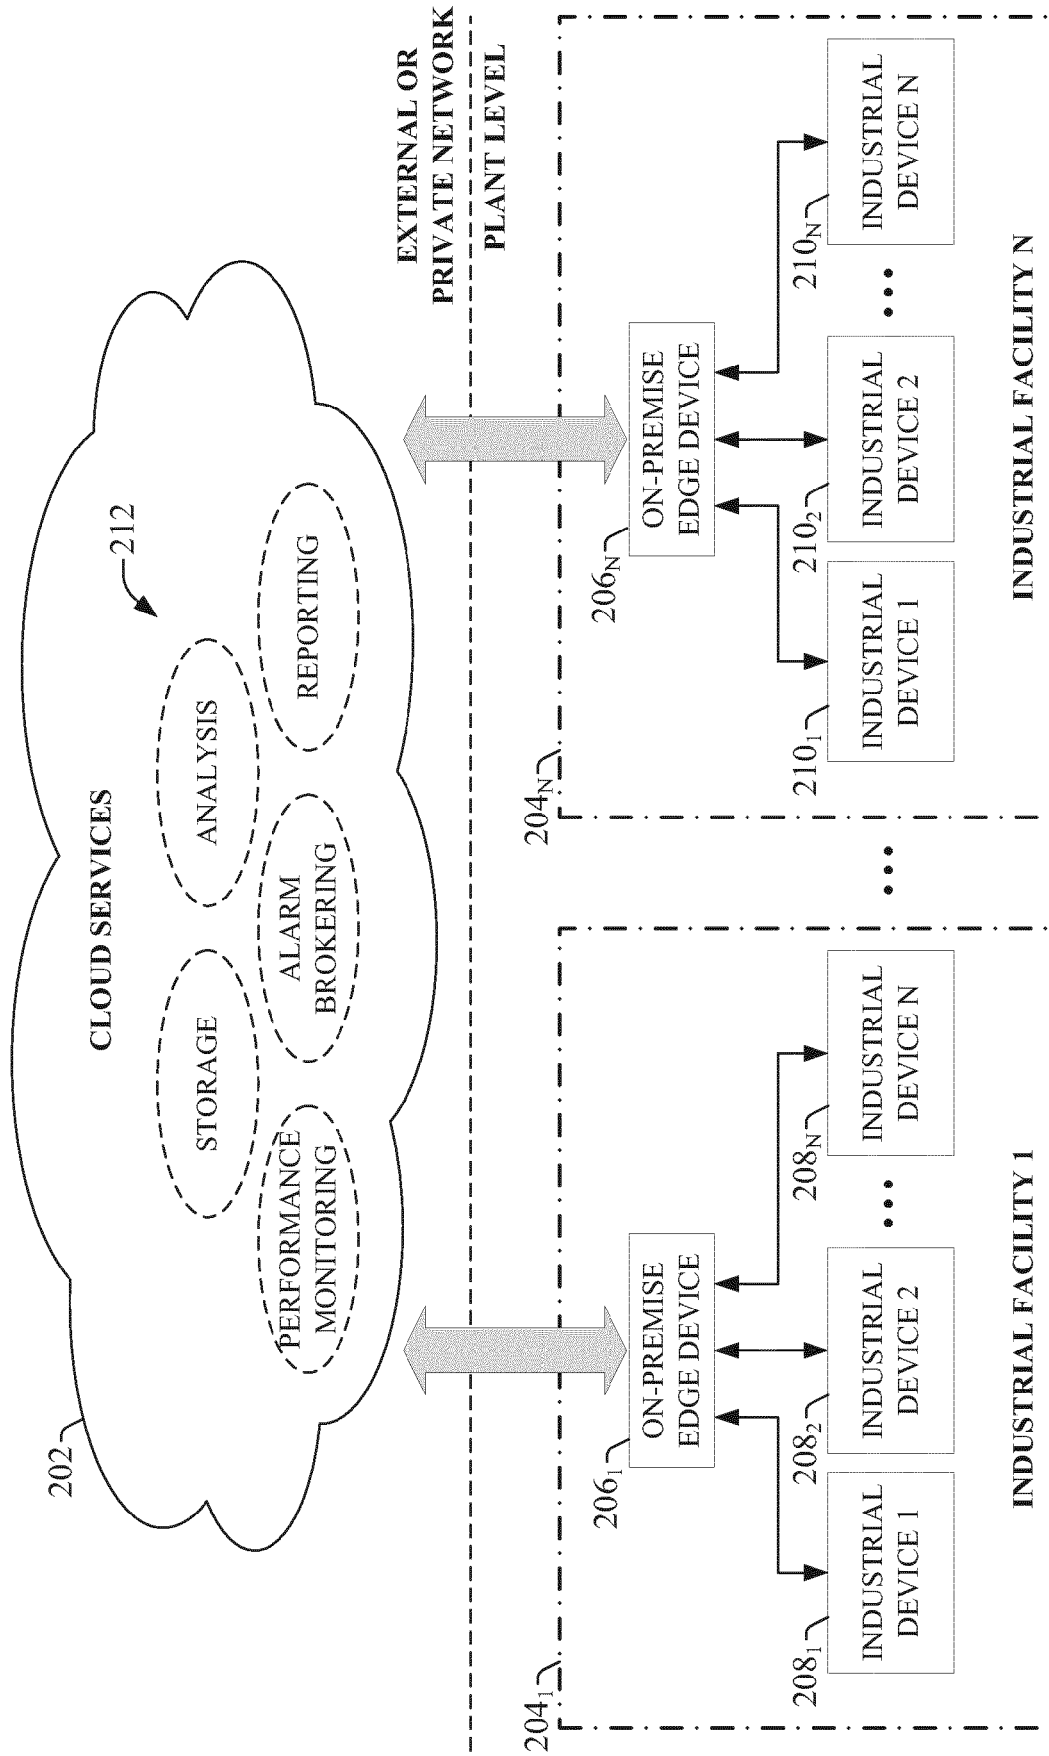 202
CLOUD SERVICES
212
STORAGE
ANALYSIS
PERFORMANCE
MONITORING
ALARM
BROKERING
REPORTING
EXTERNAL OR
PRIVATE NETWORK
PLANT LEVEL
204₁
206₁
ON-PREMISE
EDGE DEVICE
208₁
INDUSTRIAL
DEVICE 1
208₂
INDUSTRIAL
DEVICE 2
•••
208N
INDUSTRIAL
DEVICE N
INDUSTRIAL FACILITY 1
•••
204N
206N
ON-PREMISE
EDGE DEVICE
210₁
INDUSTRIAL
DEVICE 1
210₂
INDUSTRIAL
DEVICE 2
•••
210N
INDUSTRIAL
DEVICE N
INDUSTRIAL FACILITY N